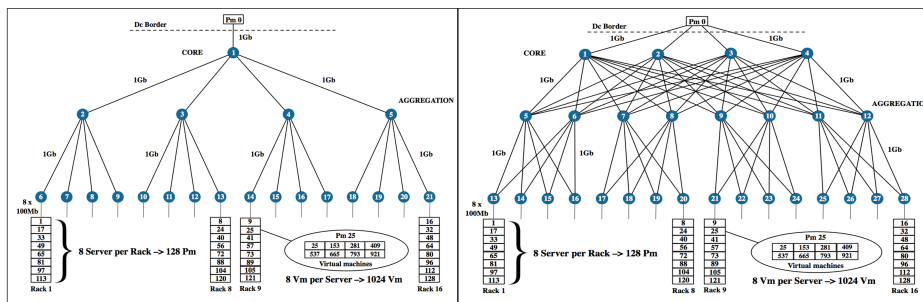 Pm 0
Dc Border
1Gb
CORE
1
1Gb
1Gb
1Gb
1Gb
AGGREGATION
2
3
4
5
1Gb
1Gb
1Gb
1Gb
6
7
8
9
10
11
12
13
14
15
16
17
18
19
20
21
8 x
100Mb
1
17
33
49
65
81
97
113
Rack 1
8 Server per Rack –> 128 Pm
8
24
40
56
72
88
104
120
Rack 8
9
25
41
57
73
89
105
121
Rack 9
Pm 25
25 153 281 409
537 665 793 921
Virtual machines
8 Vm per Server –> 1024 Vm
16
32
48
64
80
96
112
128
Rack 16
Pm 0
Dc Border
1Gb
1Gb
CORE
1
2
3
4
1Gb
1Gb
AGGREGATION
5
6
7
8
9
10
11
12
1Gb
1Gb
1Gb
1Gb
13
14
15
16
17
18
19
20
21
22
23
24
25
26
27
28
8 x
100Mb
1
17
33
49
65
81
97
113
Rack 1
8 Server per Rack –> 128 Pm
8
24
40
56
72
88
104
120
Rack 8
9
25
41
57
73
89
105
121
Rack 9
Pm 25
25 153 281 409
537 665 793 921
Virtual machines
8 Vm per Server –> 1024 Vm
16
32
48
64
80
96
112
128
Rack 16